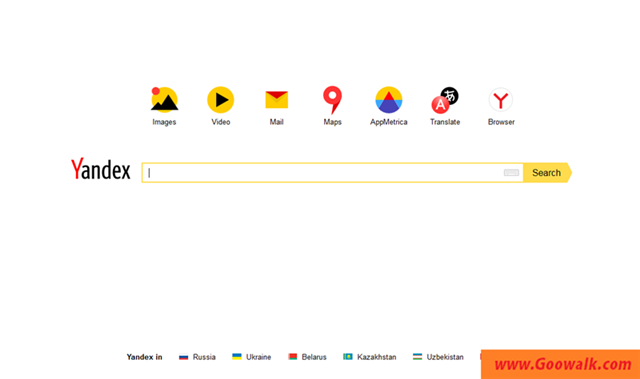 Images Video Mail Maps AppMetrica Translate Browser
Yandex Search
Yandex in Russia Ukraine Belarus Kazakhstan Uzbekistan
www.Goowalk.com